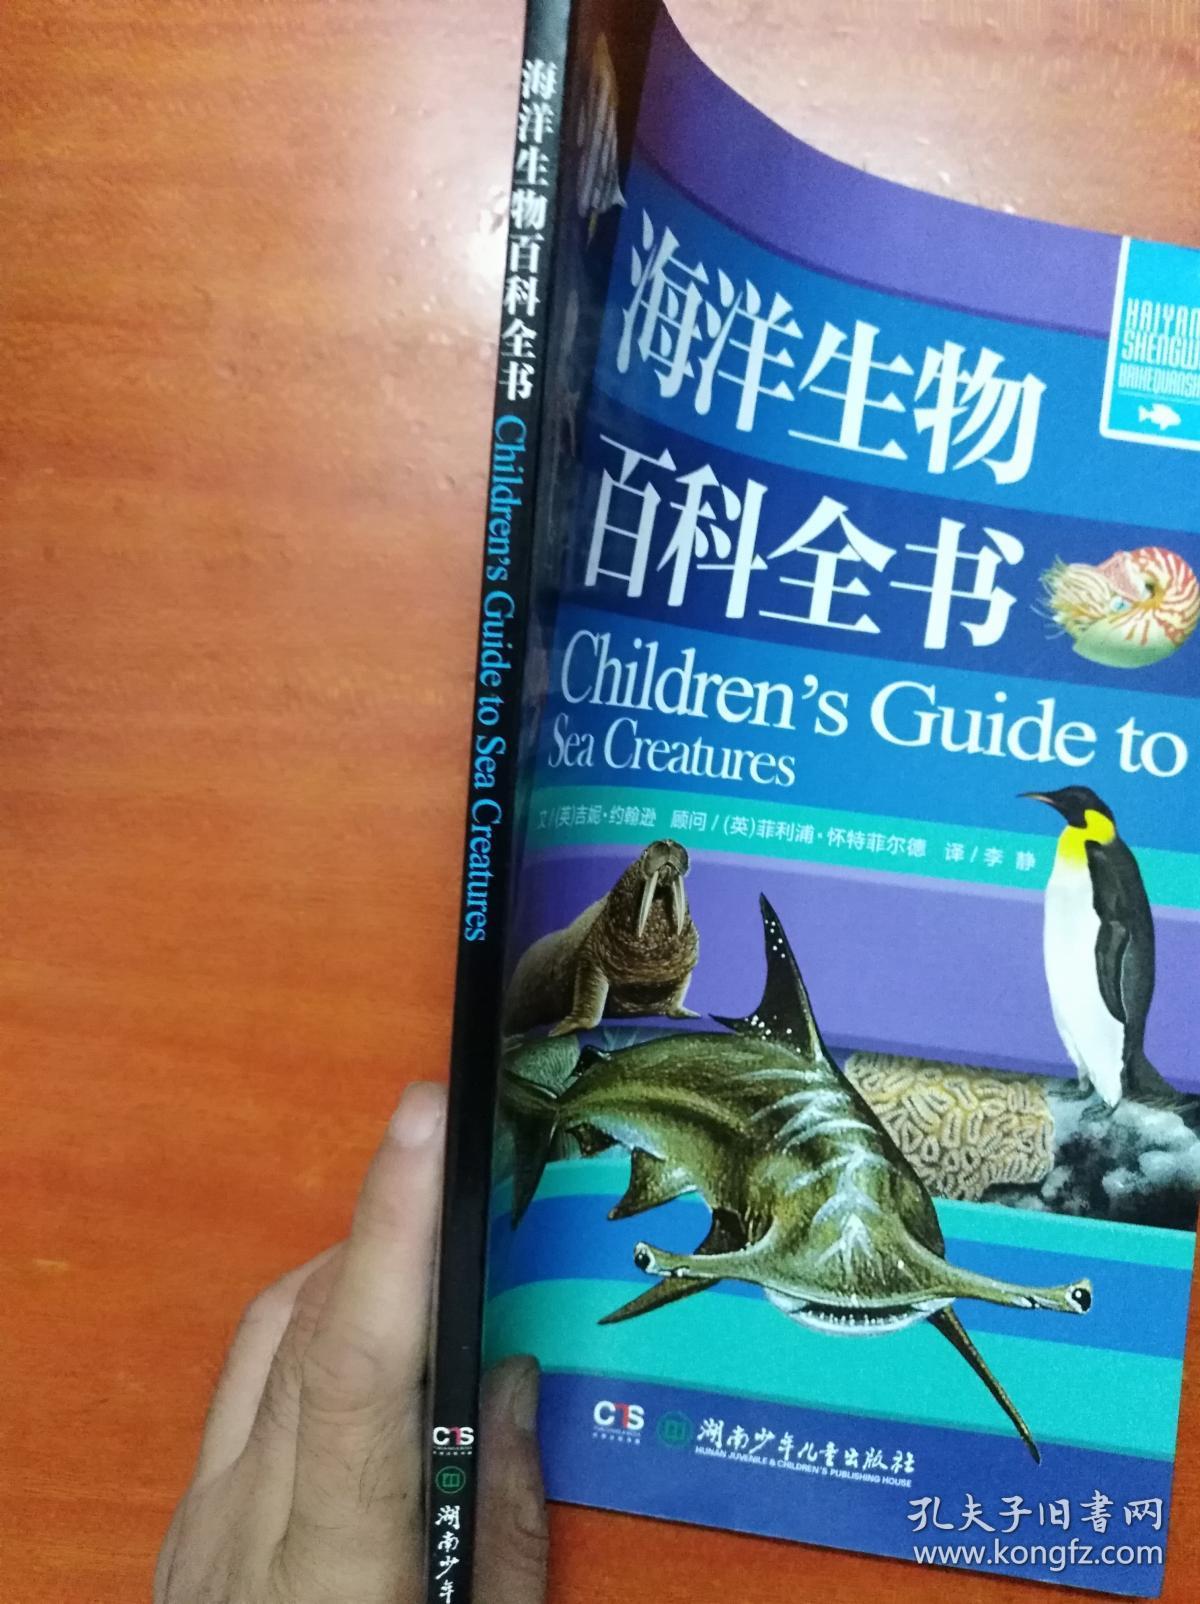 海洋生物百科全书 Children's Guide to Sea Creatures
CTS
湖南少年
海洋生物
百科全书
Children's Guide to
Sea Creatures
文/(英)吉妮·约翰逊 顾问/(英)菲利浦·怀特菲尔德 译/李静
HAIYAN
SHENGW
BAIKEQUANSH
CTS
湖南少年儿童出版社
HUNAN JUVENILE & CHILDREN'S PUBLISHING HOUSE
孔夫子旧書网
www.kongfz.com